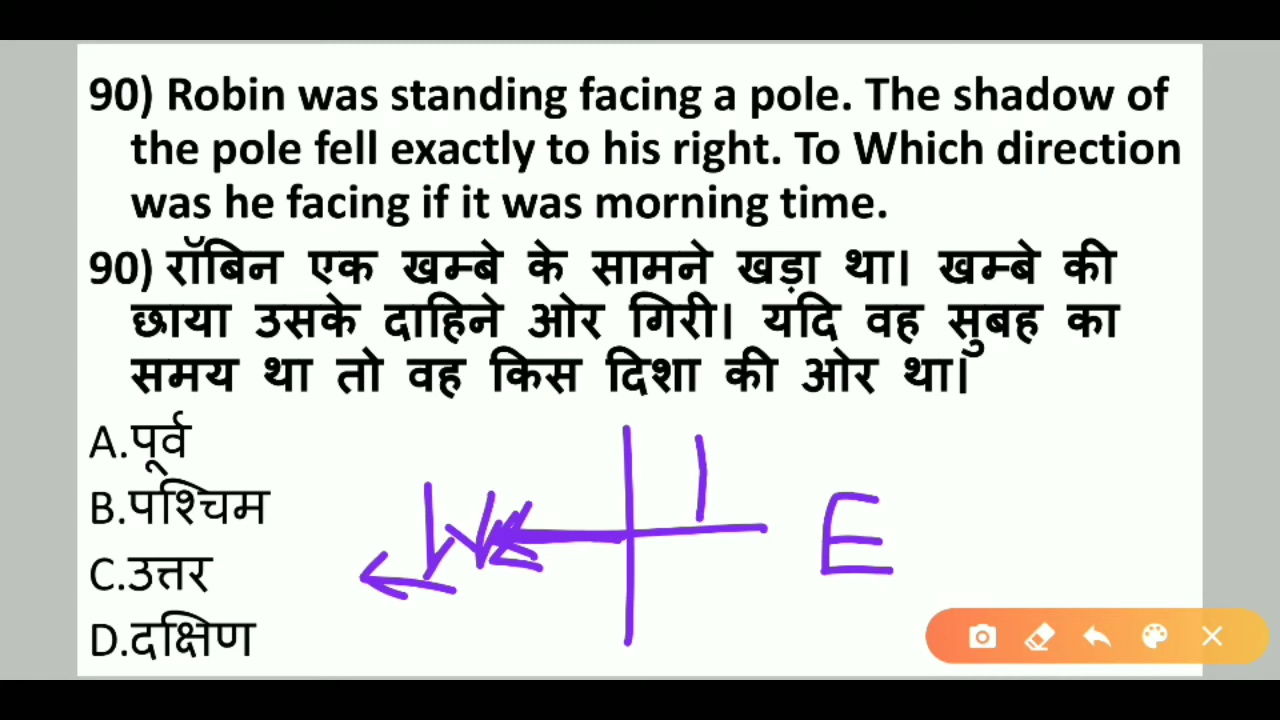 90) Robin was standing facing a pole. The shadow of
the pole fell exactly to his right. To Which direction
was he facing if it was morning time.
90) रॉबिन एक खम्बे के सामने खड़ा था। खम्बे की
छाया उसके दाहिने ओर गिरी। यदि वह सुबह का
समय था तो वह किस दिशा की ओर था।
A.पूर्व
B.पश्चिम
W E
C.उत्तर
D.दक्षिण